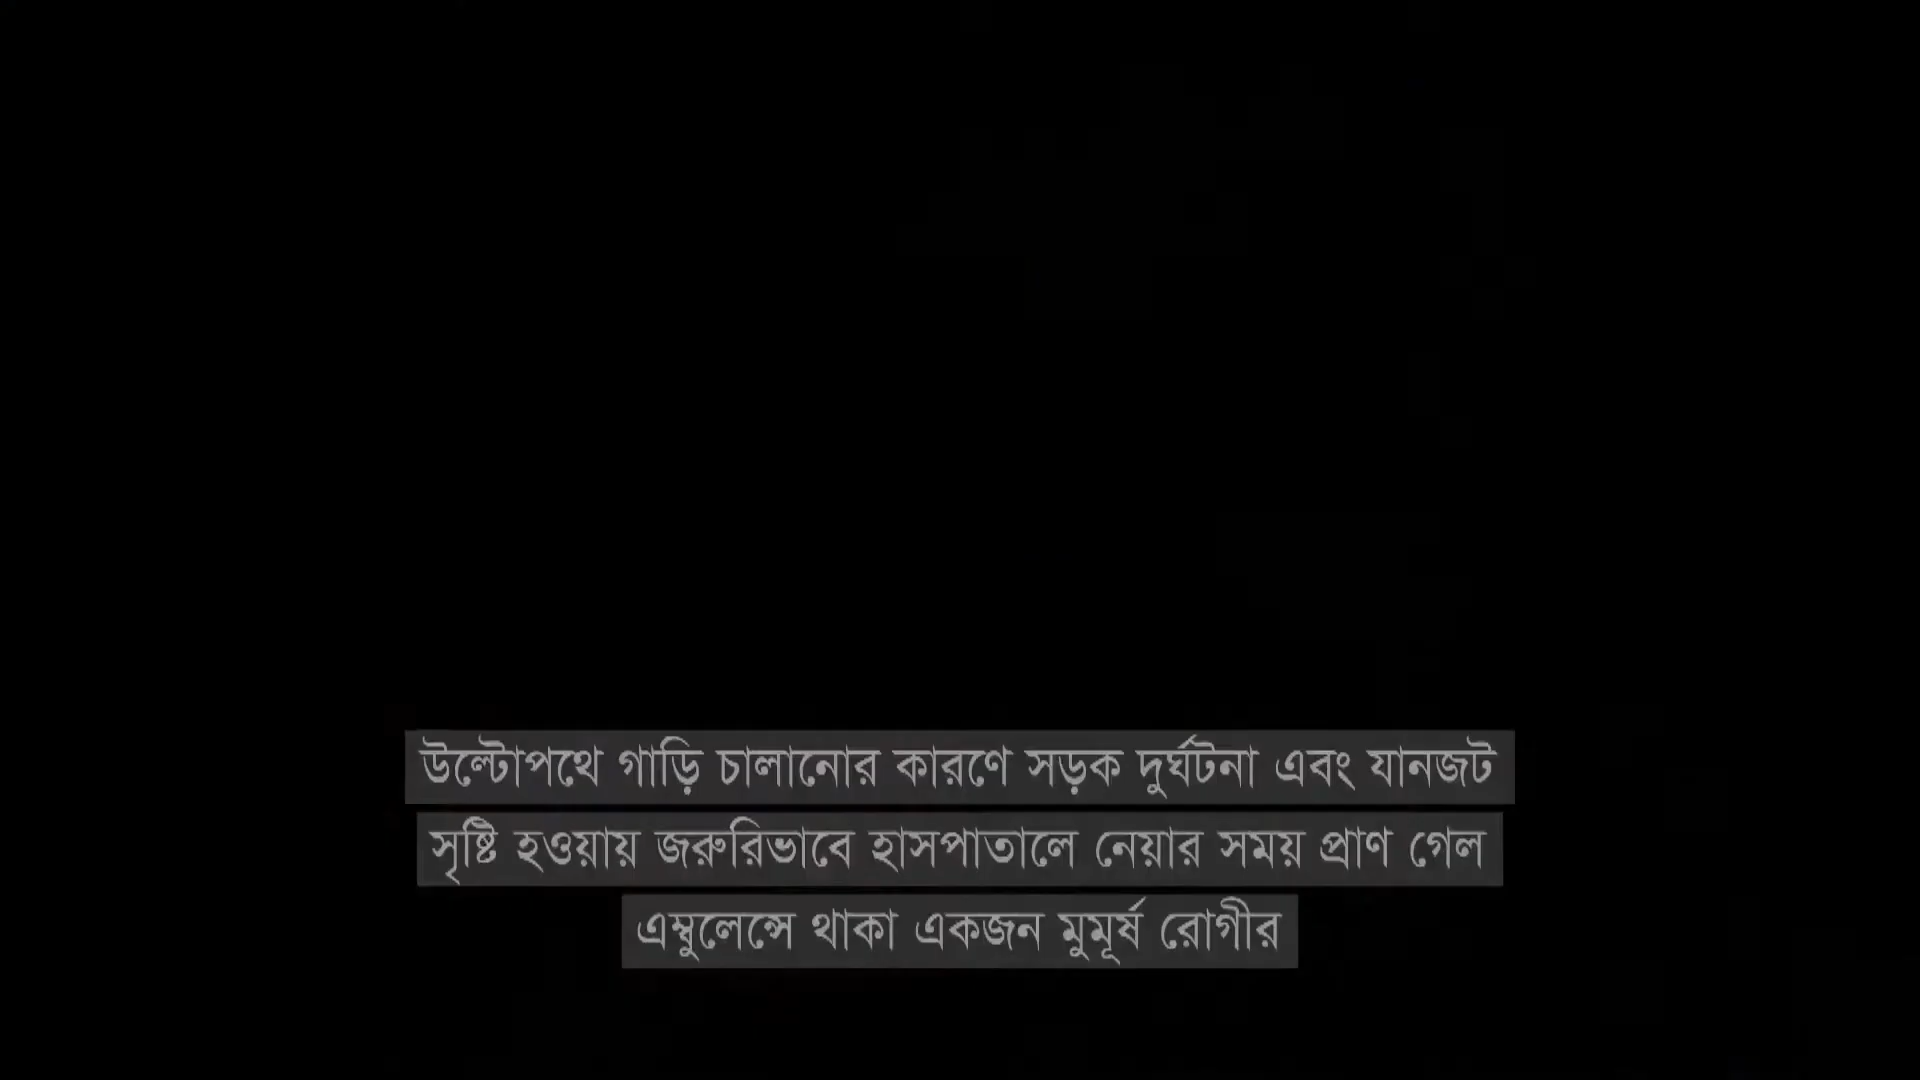 উল্টোপথে গাড়ি চালানোর কারণে সড়ক দুর্ঘটনা এবং যানজট
সৃষ্টি হওয়ায় জরুরিভাবে হাসপাতালে নেয়ার সময় প্রাণ গেল
এম্বুলেন্সে থাকা একজন মুমূর্ষ রোগীর